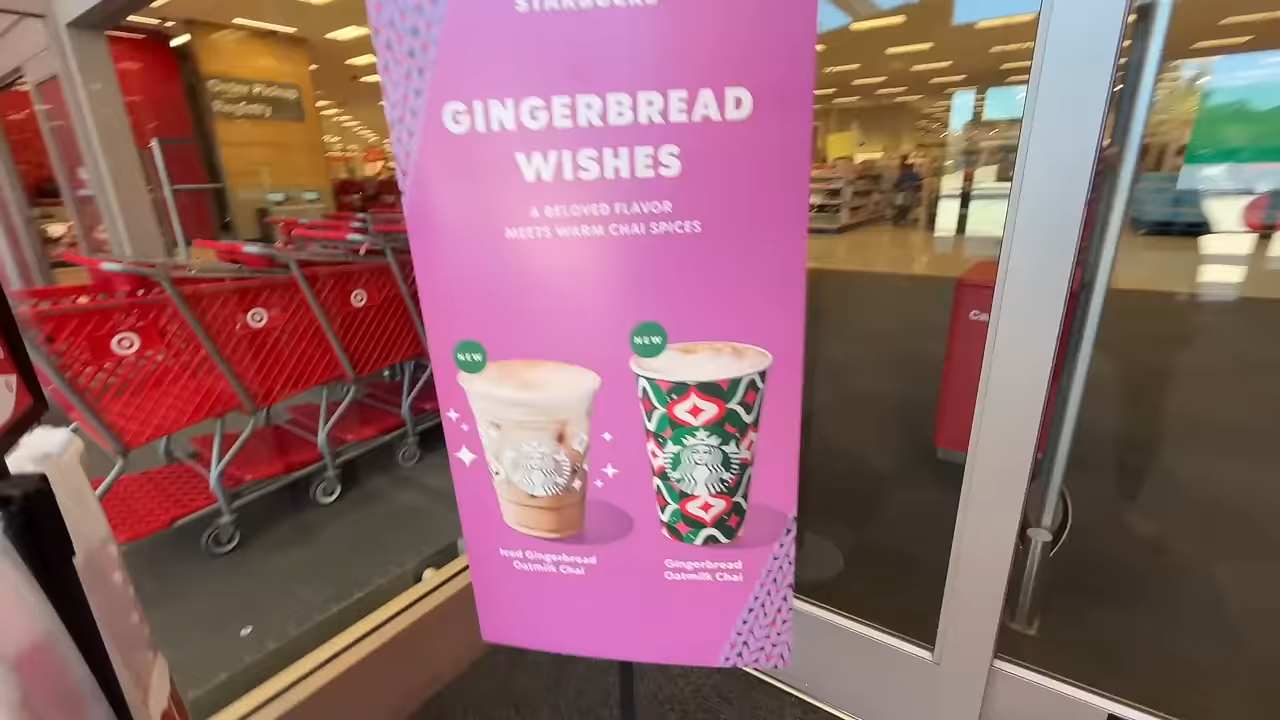 STARBUCKS
GINGERBREAD
WISHES
A BELOVED FLAVOR
MEETS WARM CHAI SPICES
NEW
NEW
Iced Gingerbread
Oatmilk Chai
Gingerbread
Oatmilk Chai
Order Pickup